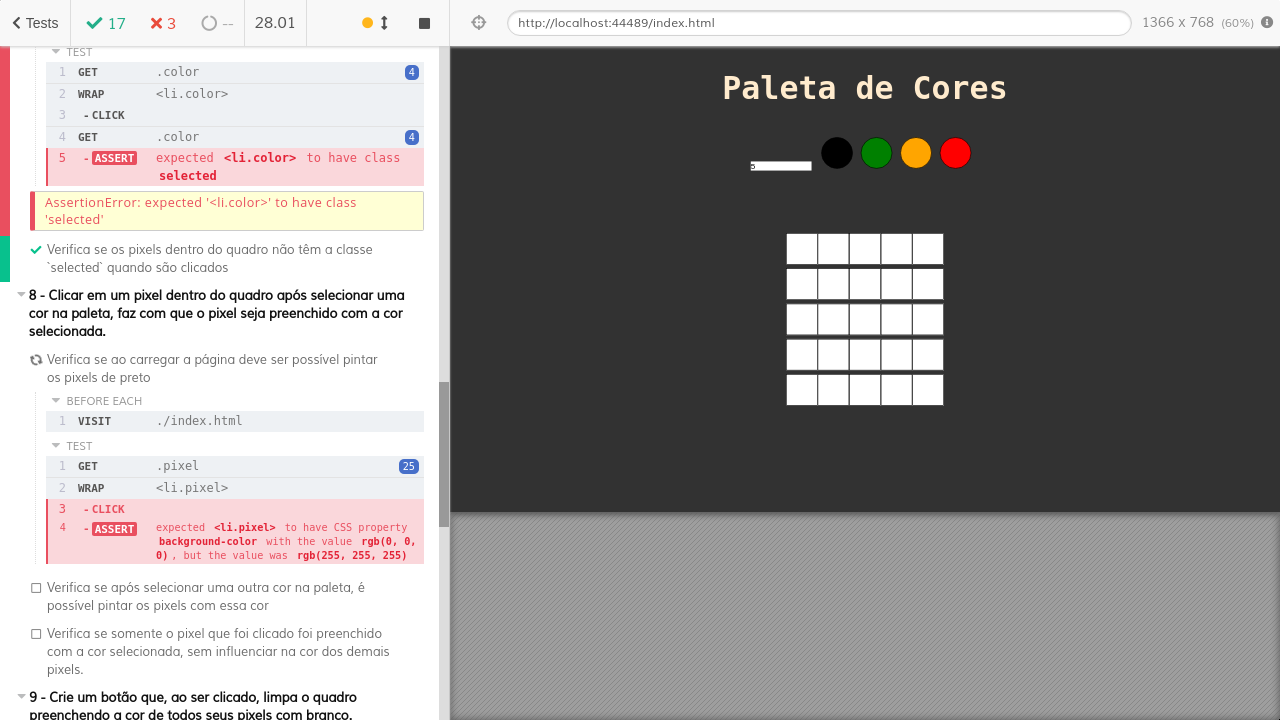 Tests
17
3
--
28.01
http://localhost:44489/index.html
1366 x 768 (60%)
TEST
1 GET .color 4
2 WRAP <li.color>
3 - CLICK
4 GET .color 4
5 - ASSERT expected <li.color> to have class
selected
AssertionError: expected '<li.color>' to have class
'selected'
Verifica se os pixels dentro do quadro não têm a classe
`selected` quando são clicados
8 - Clicar em um pixel dentro do quadro após selecionar uma
cor na paleta, faz com que o pixel seja preenchido com a cor
selecionada.
Verifica se ao carregar a página deve ser possível pintar
os pixels de preto
BEFORE EACH
1 VISIT ./index.html
TEST
1 GET .pixel 25
2 WRAP <li.pixel>
3 - CLICK
4 - ASSERT expected <li.pixel> to have CSS property
background-color with the value rgb(0, 0,
0), but the value was rgb(255, 255, 255)
Verifica se após selecionar uma outra cor na paleta, é
possível pintar os pixels com essa cor
Verifica se somente o pixel que foi clicado foi preenchido
com a cor selecionada, sem influenciar na cor dos demais
pixels.
9 - Crie um botão que, ao ser clicado, limpa o quadro
preenchendo a cor de todos seus pixels com branco.
Paleta de Cores